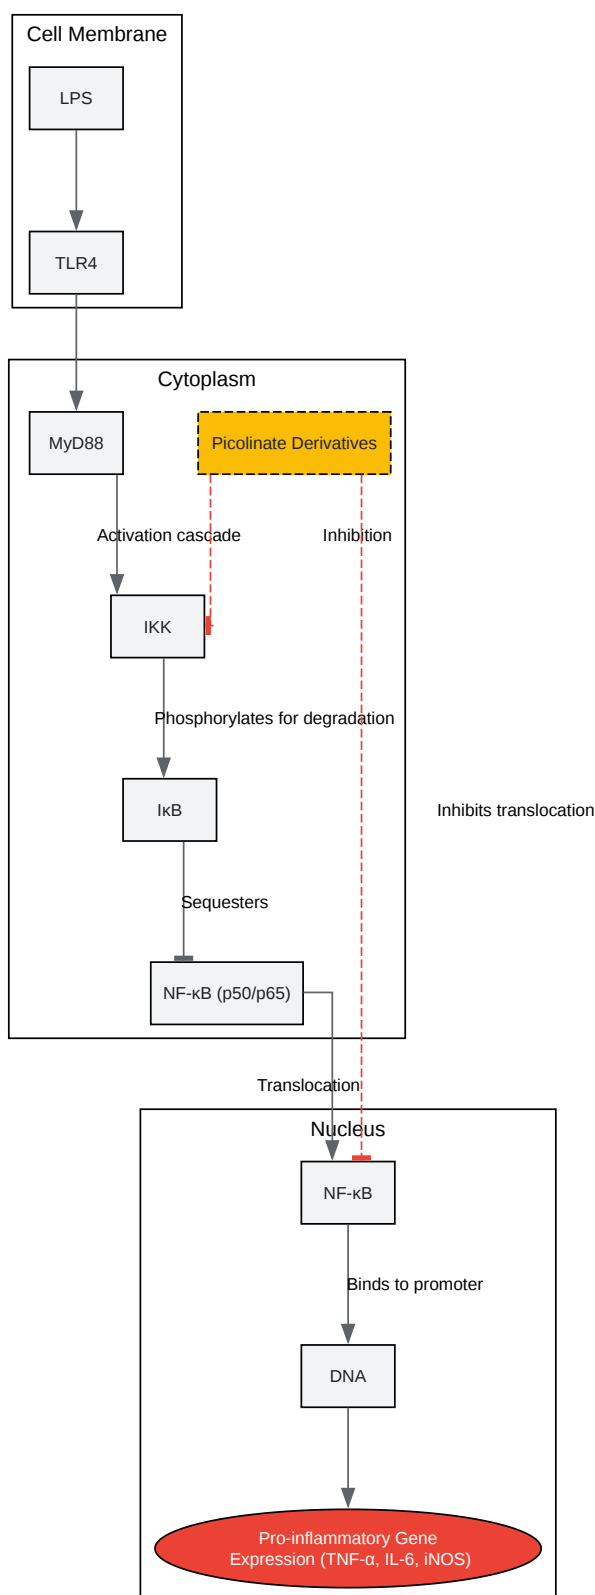 Cell Membrane
LPS
TLR4
Cytoplasm
MyD88
Picolinate Derivatives
Activation cascade
Inhibition
IKK
Phosphorylates for degradation
IκB
Inhibits translocation
Sequesters
NF-κB (p50/p65)
Translocation
Nucleus
NF-κB
Binds to promoter
DNA
Pro-inflammatory Gene
Expression (TNF-α, IL-6, iNOS)